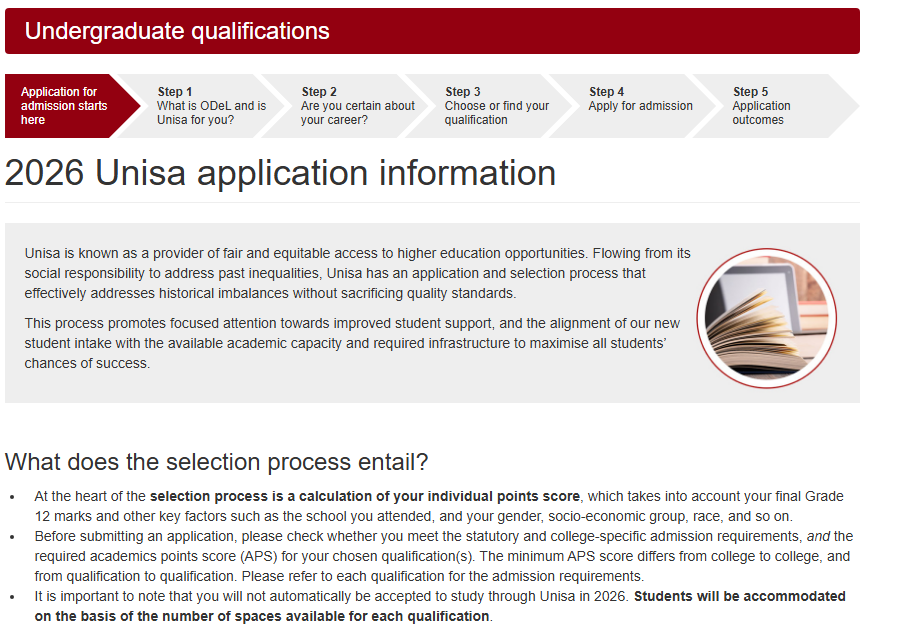 Undergraduate qualifications
Application for
admission starts
here
Step 1
What is ODeL and is
Unisa for you?
Step 2
Are you certain about
your career?
Step 3
Choose or find your
qualification
Step 4
Apply for admission
Step 5
Application
outcomes
2026 Unisa application information
Unisa is known as a provider of fair and equitable access to higher education opportunities. Flowing from its
social responsibility to address past inequalities, Unisa has an application and selection process that
effectively addresses historical imbalances without sacrificing quality standards.
This process promotes focused attention towards improved student support, and the alignment of our new
student intake with the available academic capacity and required infrastructure to maximise all students'
chances of success.
What does the selection process entail?
• At the heart of the selection process is a calculation of your individual points score, which takes into account your final Grade
12 marks and other key factors such as the school you attended, and your gender, socio-economic group, race, and so on.
• Before submitting an application, please check whether you meet the statutory and college-specific admission requirements, and the
required academics points score (APS) for your chosen qualification(s). The minimum APS score differs from college to college, and
from qualification to qualification. Please refer to each qualification for the admission requirements.
• It is important to note that you will not automatically be accepted to study through Unisa in 2026. Students will be accommodated
on the basis of the number of spaces available for each qualification.